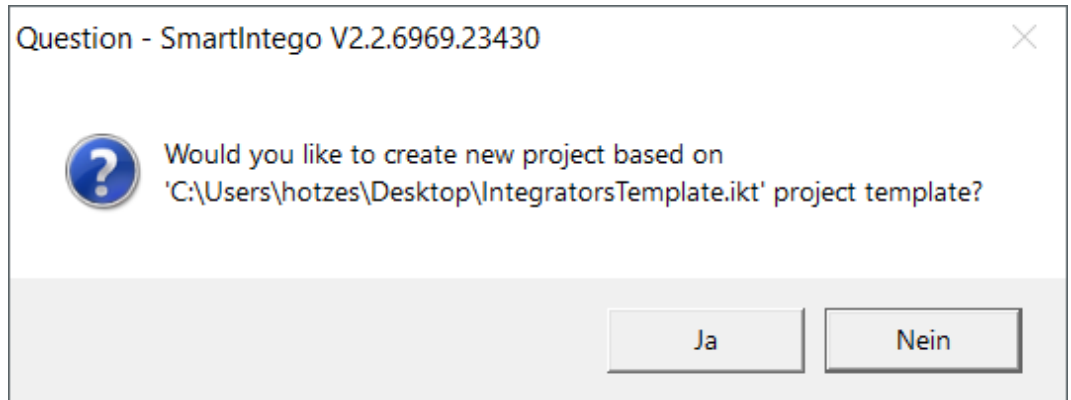 Question - SmartIntego V2.2.6969.23430
Would you like to create new project based on
'C:\Users\hotzes\Desktop\IntegratorsTemplate.ikt' project template?
Ja
Nein